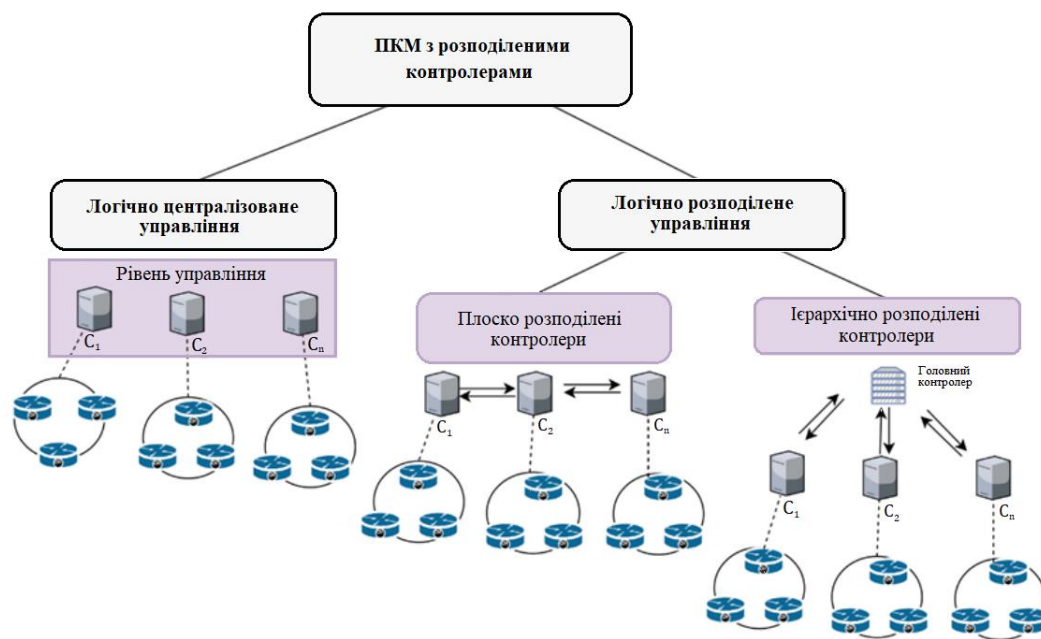 ПКМ з розподіленими
контролерами
Логічно централізоване
управління
Логічно розподілене
управління
Рівень управління
C₁
C₂
Cₙ
Плоско розподілені
контролери
C₁
C₂
Cₙ
Ієрархічно розподілені
контролери
Головний
контролер
C₁
C₂
Cₙ